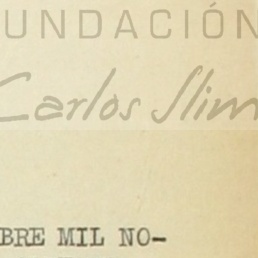 UNDACIÓN
Carlos Slim
BRE MIL NO-